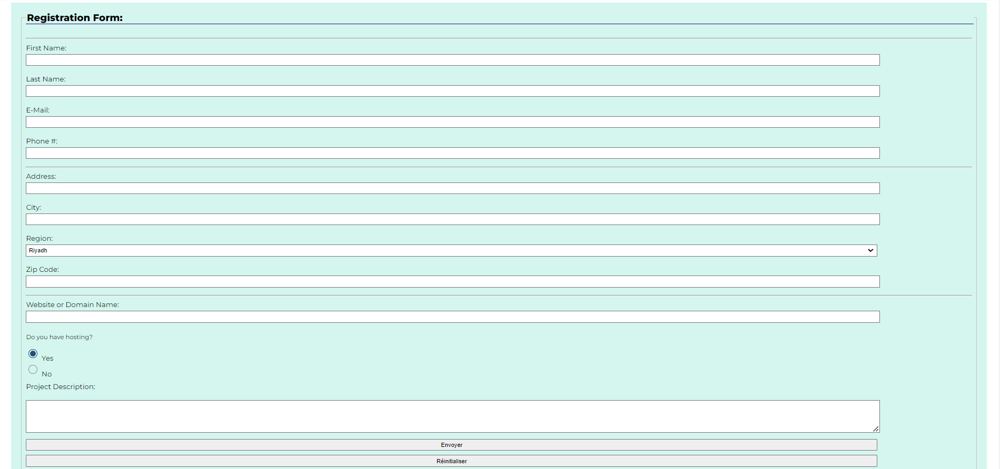 Registration Form:
First Name:
Last Name:
E-Mail:
Phone #:
Address:
City:
Region:
Riyadh
Zip Code:
Website or Domain Name:
Do you have hosting?
Yes
No
Project Description:
Envoyer
Réinitialiser